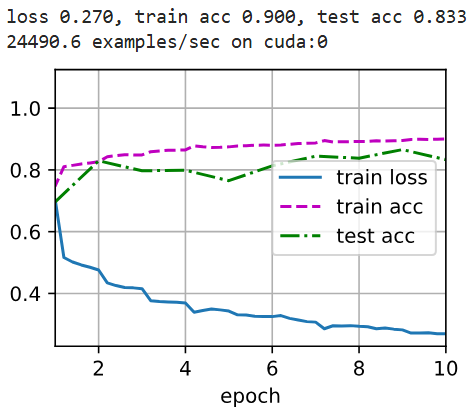 loss 0.270, train acc 0.900, test acc 0.833
24490.6 examples/sec on cuda:0
1.0
0.8
0.6
0.4
train loss
train acc
test acc
2 4 6 8 10
epoch